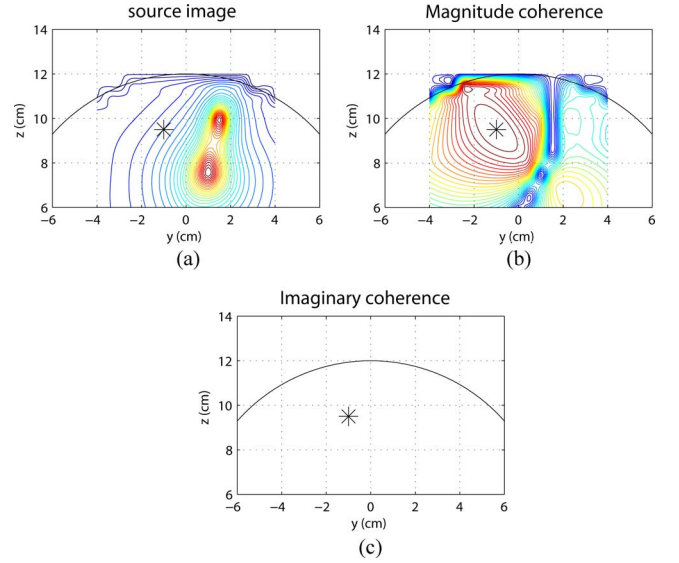 source image
14
12
10
8
6
z (cm)
−6 −4 −2 0 2 4 6
y (cm)
(a)
Magnitude coherence
14
12
10
8
6
z (cm)
−6 −4 −2 0 2 4 6
y (cm)
(b)
Imaginary coherence
14
12
10
8
6
z (cm)
−6 −4 −2 0 2 4 6
y (cm)
(c)